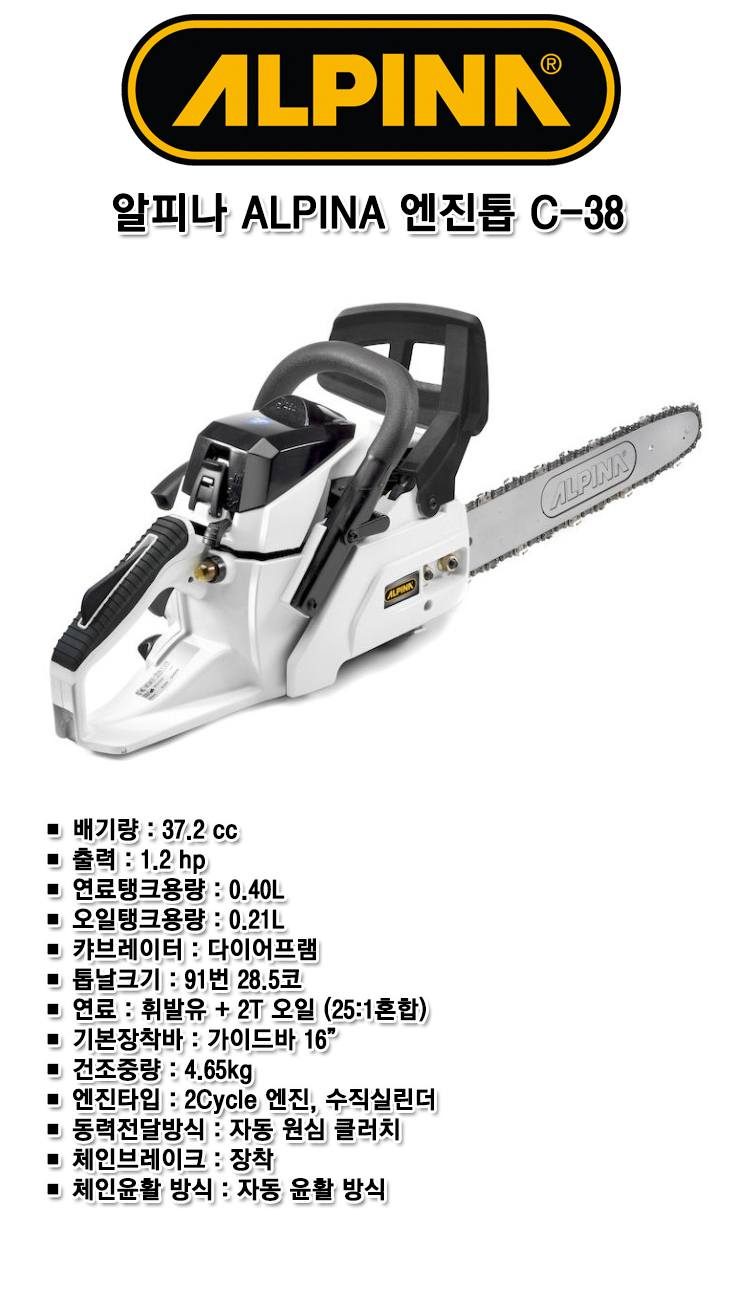 ALPINA®
알피나 ALPINA 엔진톱 C-38
ALPINA
ALPINA
■ 배기량 : 37.2 cc
■ 출력 : 1.2 hp
■ 연료탱크용량 : 0.40L
■ 오일탱크용량 : 0.21L
■ 캬브레이터 : 다이어프램
■ 톱날크기 : 91번 28.5코
■ 연료 : 휘발유 + 2T 오일 (25:1혼합)
■ 기본장착바 : 가이드바 16”
■ 건조중량 : 4.65kg
■ 엔진타입 : 2Cycle 엔진, 수직실린더
■ 동력전달방식 : 자동 원심 클러치
■ 체인브레이크 : 장착
■ 체인윤활 방식 : 자동 윤활 방식